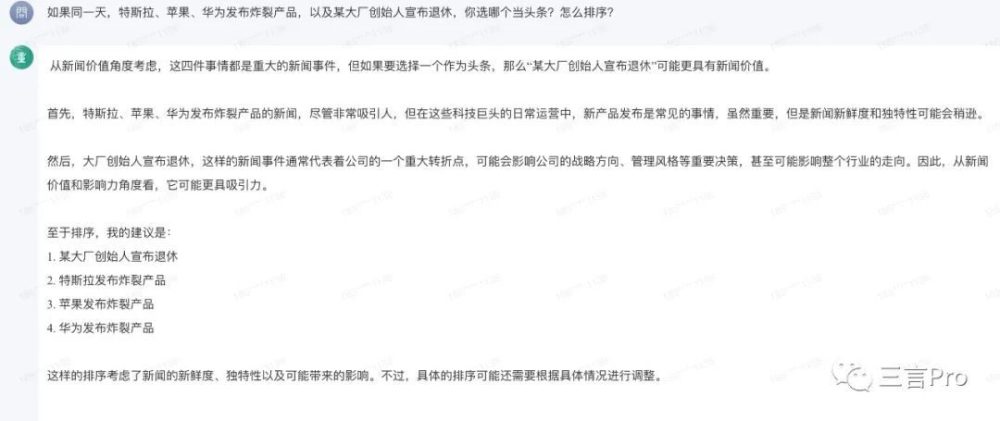 問
如果同一天，特斯拉、苹果、华为发布炸裂产品，以及某大厂创始人宣布退休，你选哪个当头条？怎么排序？
从新闻价值角度考虑，这四件事情都是重大的新闻事件，但如果要选择一个作为头条，那么“某大厂创始人宣布退休”可能更具有新闻价值。
首先，特斯拉、苹果、华为发布炸裂产品的新闻，尽管非常吸引人，但在这些科技巨头的日常运营中，新产品发布是常见的事情，虽然重要，但是新闻新鲜度和独特性可能会稍逊。
然后，大厂创始人宣布退休，这样的新闻事件通常代表着公司的一个重大转折点，可能会影响公司的战略方向、管理风格等重要决策，甚至可能影响整个行业的走向。因此，从新闻
价值和影响力角度看，它可能更具吸引力。
至于排序，我的建议是：
1. 某大厂创始人宣布退休
2. 特斯拉发布炸裂产品
3. 苹果发布炸裂产品
4. 华为发布炸裂产品
这样的排序考虑了新闻的新鲜度、独特性以及可能带来的影响。不过，具体的排序可能还需要根据具体情况进行调整。
三言Pro